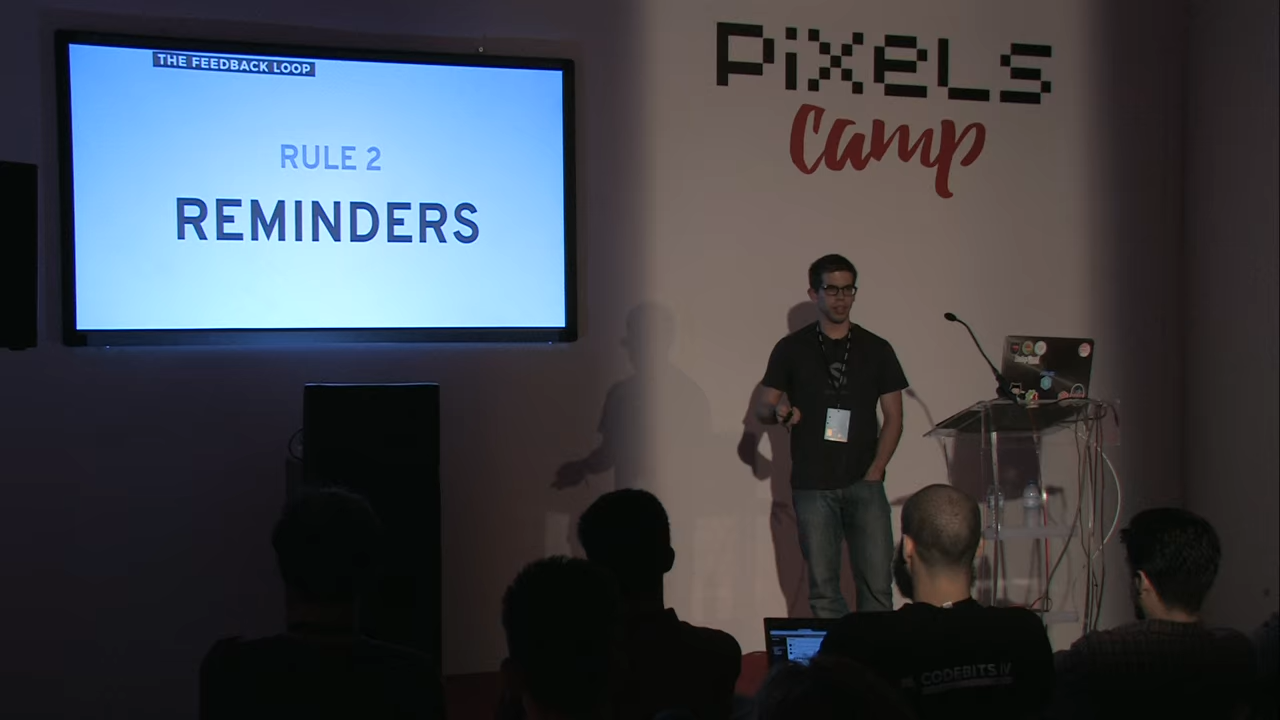 THE FEEDBACK LOOP
RULE 2
REMINDERS
PiXELS
Camp
CODEBITS IV